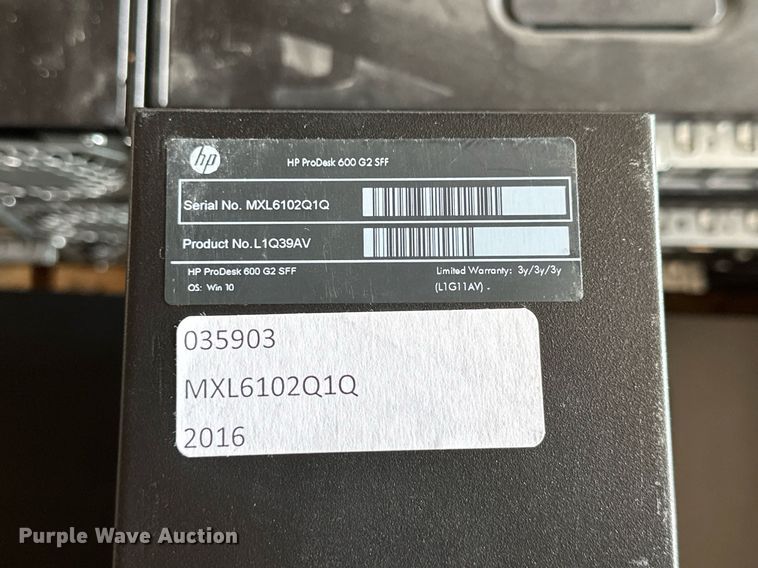 hp
HP ProDesk 600 G2 SFF
Serial No. MXL6102Q1Q
Product No. L1Q39AV
HP ProDesk 600 G2 SFF
Limited Warranty: 3y/3y/3y
OS: Win 10
(L1G11AV) -
035903
MXL6102Q1Q
2016
Purple Wave Auction